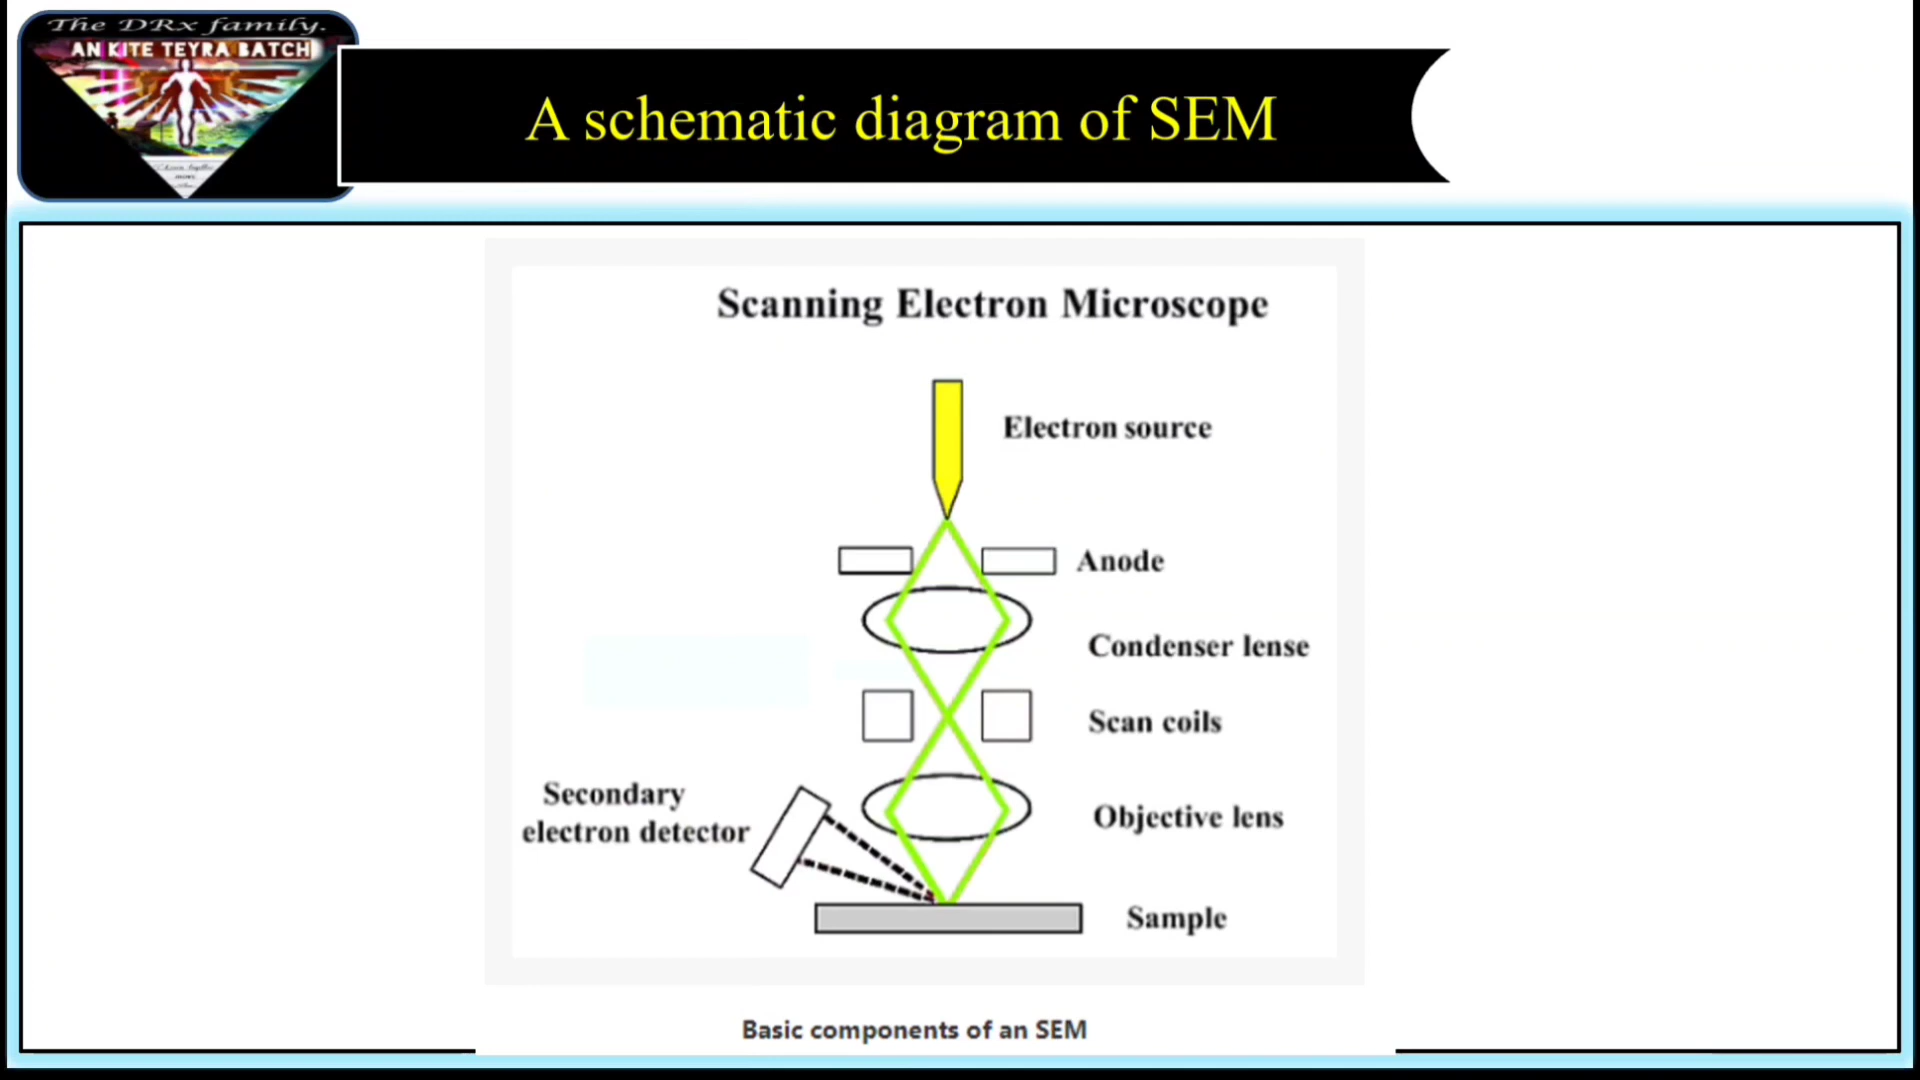 The DRx family.
AN KITE TEYRA BATCH
A schematic diagram of SEM
Scanning Electron Microscope
Electron source
Anode
Condenser lense
Scan coils
Secondary
electron detector
Objective lens
Sample
Basic components of an SEM